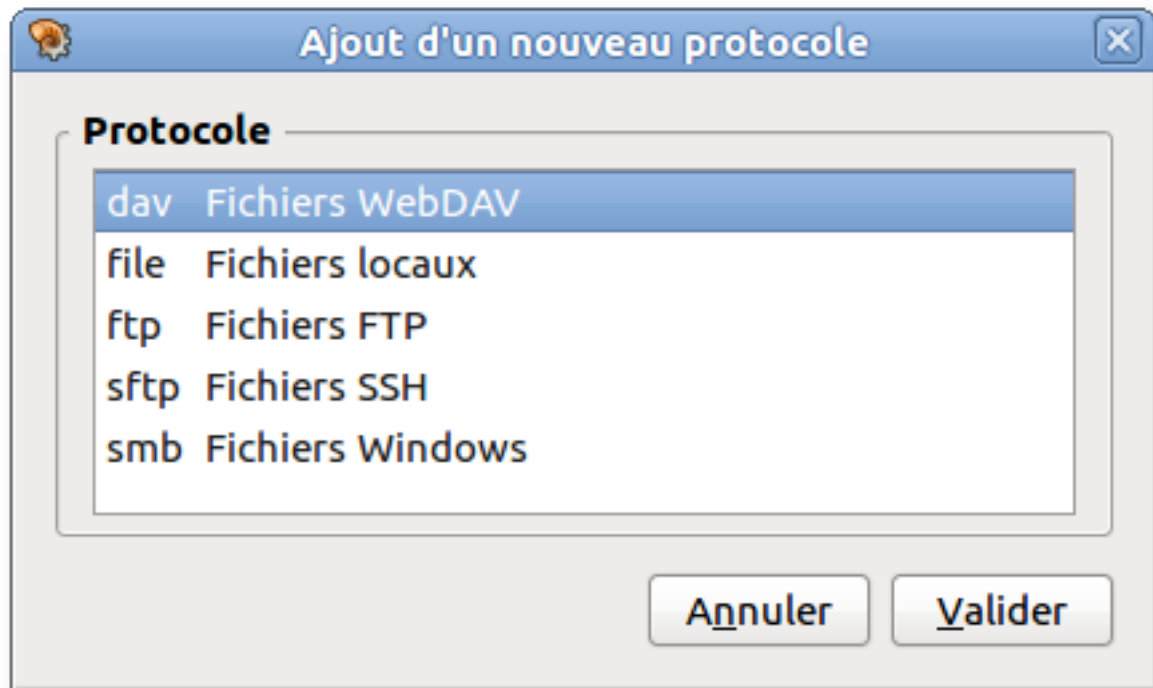 Ajout d'un nouveau protocole
Protocole
dav Fichiers WebDAV
file Fichiers locaux
ftp Fichiers FTP
sftp Fichiers SSH
smb Fichiers Windows
Annuler Valider